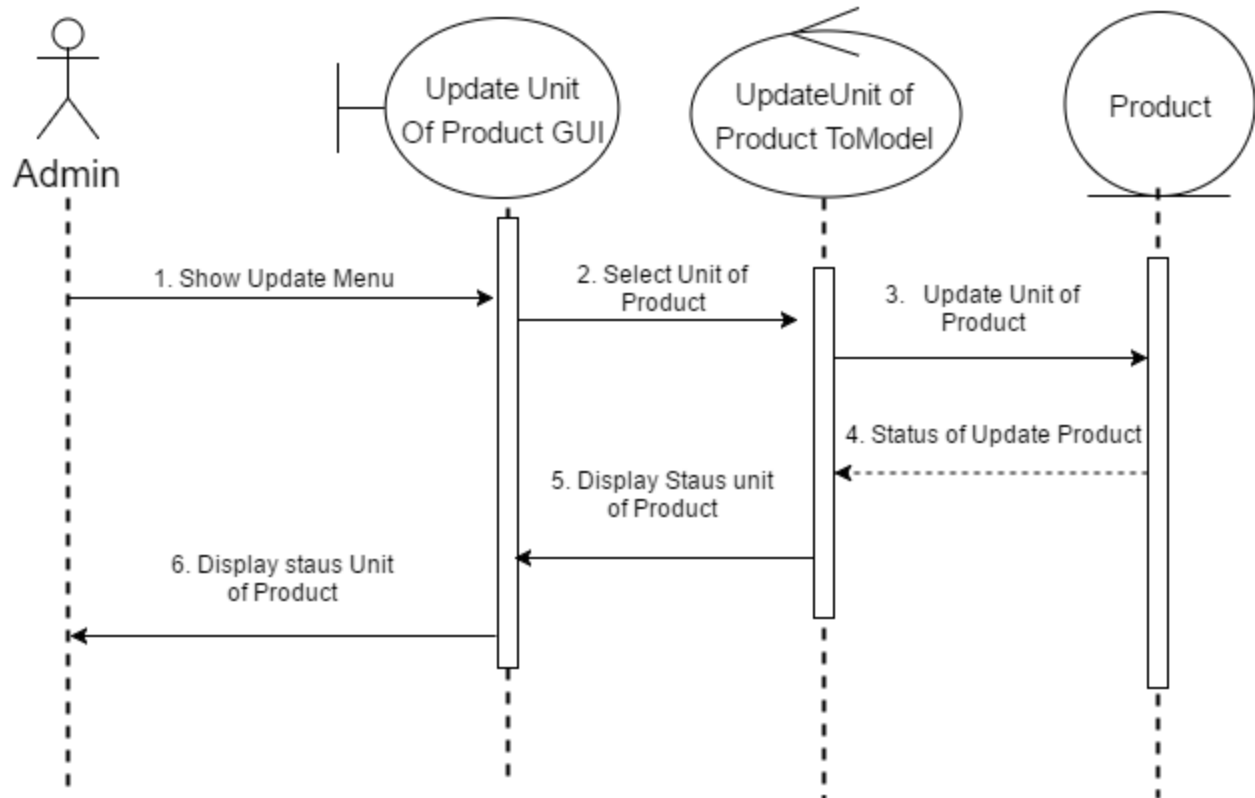 Update Unit
Of Product GUI
UpdateUnit of
Product ToModel
Product
Admin
1. Show Update Menu
2. Select Unit of
Product
3. Update Unit of
Product
4. Status of Update Product
5. Display Staus unit
of Product
6. Display staus Unit
of Product